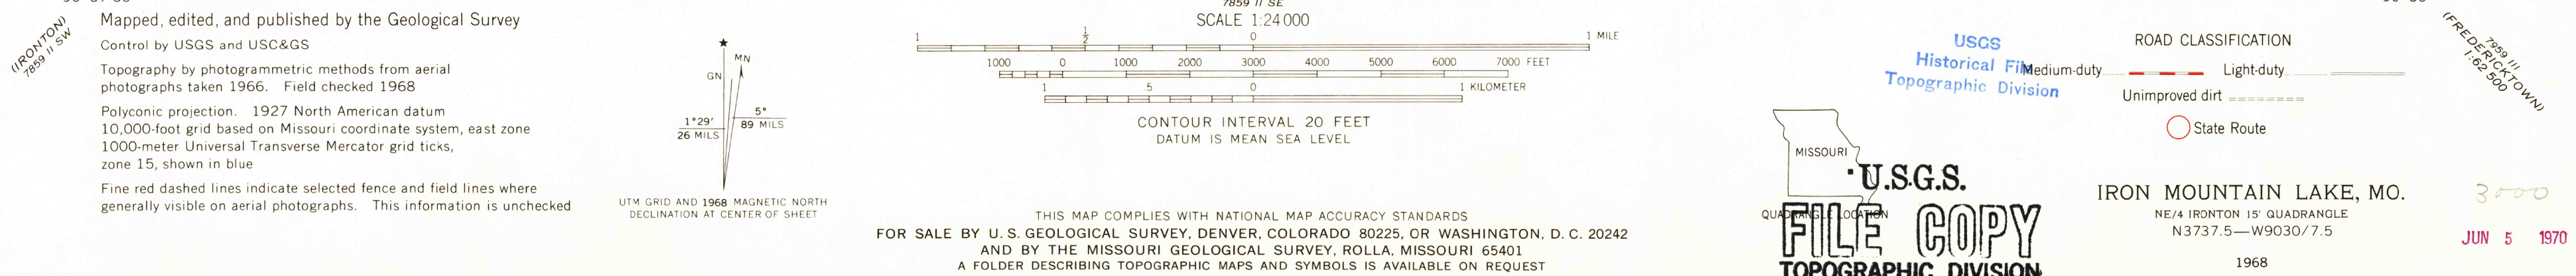 (IRONTON)
7859 II SW
Mapped, edited, and published by the Geological Survey
Control by USGS and USC&GS
Topography by photogrammetric methods from aerial
photographs taken 1966. Field checked 1968
Polyconic projection. 1927 North American datum
10,000-foot grid based on Missouri coordinate system, east zone
1000-meter Universal Transverse Mercator grid ticks,
zone 15, shown in blue
Fine red dashed lines indicate selected fence and field lines where
generally visible on aerial photographs. This information is unchecked
★
MN
GN
1°29′
26 MILS
5°
89 MILS
UTM GRID AND 1968 MAGNETIC NORTH
DECLINATION AT CENTER OF SHEET
7859 II SE
SCALE 1:24 000
1 ½ 0 1 MILE
1000 0 1000 2000 3000 4000 5000 6000 7000 FEET
1 .5 0 1 KILOMETER
CONTOUR INTERVAL 20 FEET
DATUM IS MEAN SEA LEVEL
THIS MAP COMPLIES WITH NATIONAL MAP ACCURACY STANDARDS
FOR SALE BY U. S. GEOLOGICAL SURVEY, DENVER, COLORADO 80225, OR WASHINGTON, D. C. 20242
AND BY THE MISSOURI GEOLOGICAL SURVEY, ROLLA, MISSOURI 65401
A FOLDER DESCRIBING TOPOGRAPHIC MAPS AND SYMBOLS IS AVAILABLE ON REQUEST
USGS
Historical File
Topographic Division
MISSOURI
QUADRANGLE LOCATION
U.S.G.S.
FILE COPY
TOPOGRAPHIC DIVISION
ROAD CLASSIFICATION
Medium-duty Light-duty
Unimproved dirt
State Route
7959 III
(FREDERICKTOWN)
1:62 500
IRON MOUNTAIN LAKE, MO.
NE/4 IRONTON 15′ QUADRANGLE
N3737.5—W9030/7.5
1968
3000
JUN 5 1970